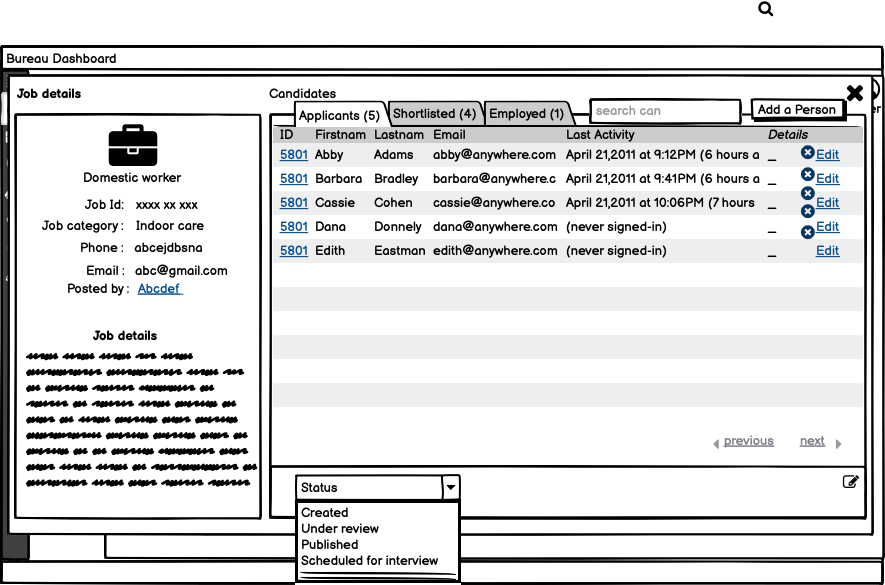 Bureau Dashboard
Job details
Candidates
Applicants (5) Shortlisted (4) Employed (1) search can Add a Person
er
ID Firstnam Lastnam Email Last Activity Details
5801 Abby Adams abby@anywhere.com April 21,2011 at 9:12PM (6 hours a _ Edit
5801 Barbara Bradley barbara@anywhere.c April 21,2011 at 9:41PM (6 hours a _ Edit
5801 Cassie Cohen cassie@anywhere.co April 21,2011 at 10:06PM (7 hours _ Edit
5801 Dana Donnely dana@anywhere.com (never signed-in) _ Edit
5801 Edith Eastman edith@anywhere.com (never signed-in) _ Edit
previous next
Domestic worker
Job Id: xxxx xx xxx
Job category : Indoor care
Phone : abcejdbsna
Email : abc@gmail.com
Posted by : Abcdef
Job details
Status
Created
Under review
Published
Scheduled for interview